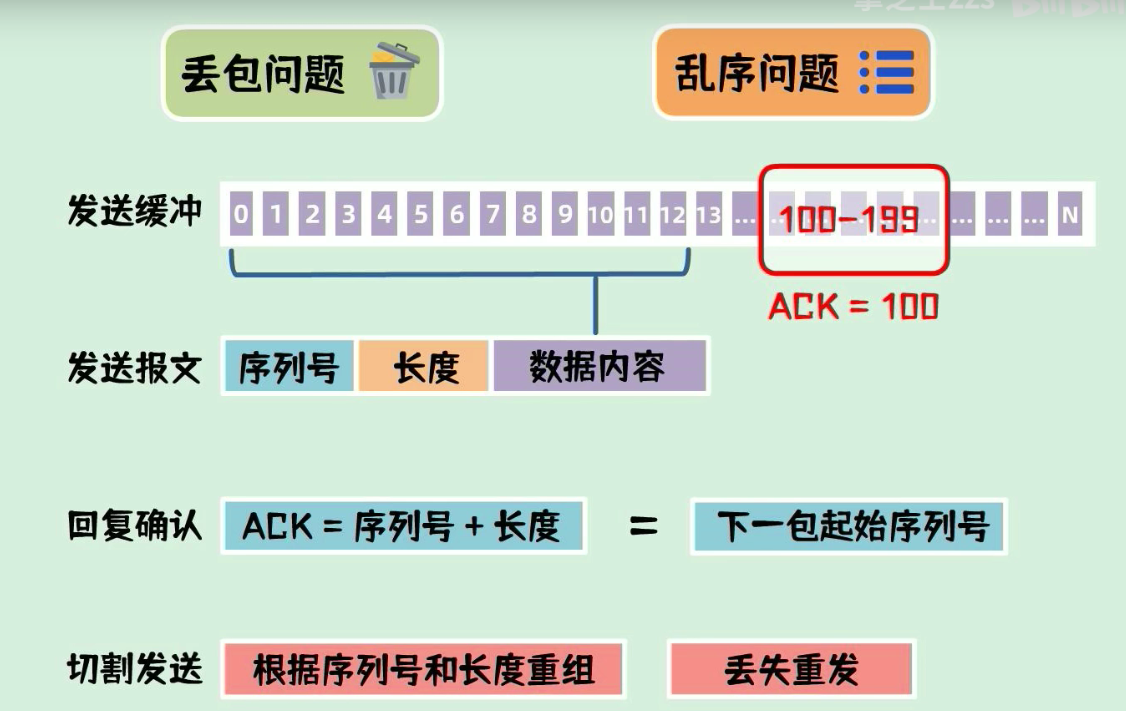 丢包问题
乱序问题
发送缓冲 0 1 2 3 4 5 6 7 8 9 10 11 12 13 ... 100-199 ... ... ... N
ACK = 100
发送报文 序列号 长度 数据内容
回复确认 ACK = 序列号 + 长度 = 下一包起始序列号
切割发送 根据序列号和长度重组 丢失重发